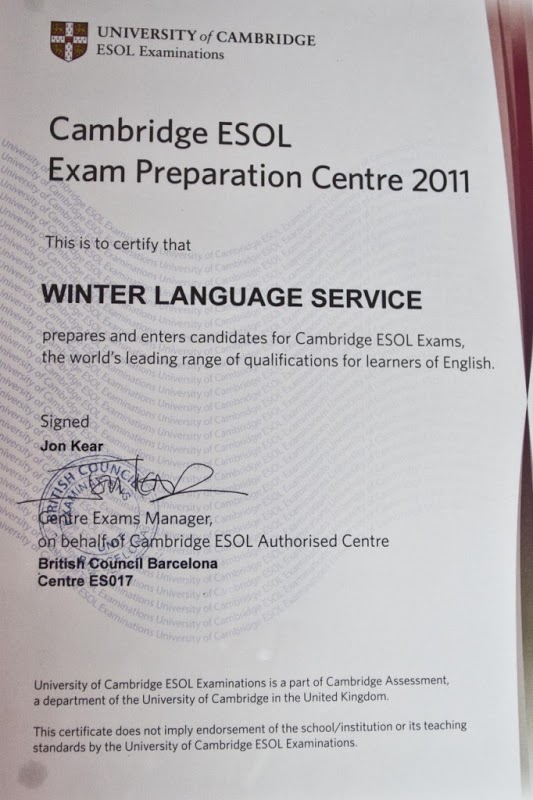 UNIVERSITY of CAMBRIDGE
ESOL Examinations
Cambridge ESOL
Exam Preparation Centre 2011
This is to certify that
WINTER LANGUAGE SERVICE
prepares and enters candidates for Cambridge ESOL Exams,
the world's leading range of qualifications for learners of English.
Signed
Jon Kear
BRITISH COUNCIL
EXAMINATIONS
Centre Exams Manager,
on behalf of Cambridge ESOL Authorised Centre
British Council Barcelona
Centre ES017
University of Cambridge ESOL Examinations is a part of Cambridge Assessment,
a department of the University of Cambridge in the United Kingdom.
This certificate does not imply endorsement of the school/institution or its teaching
standards by the University of Cambridge ESOL Examinations.